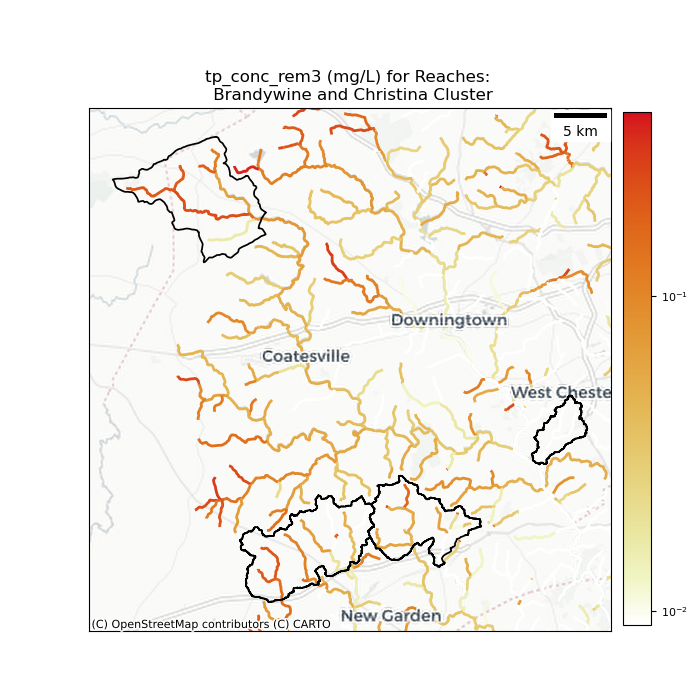 tp_conc_rem3 (mg/L) for Reaches:
Brandywine and Christina Cluster
5 km
10⁻¹
Downingtown
Coatesville
West Cheste
10⁻²
New Garden
(C) OpenStreetMap contributors (C) CARTO